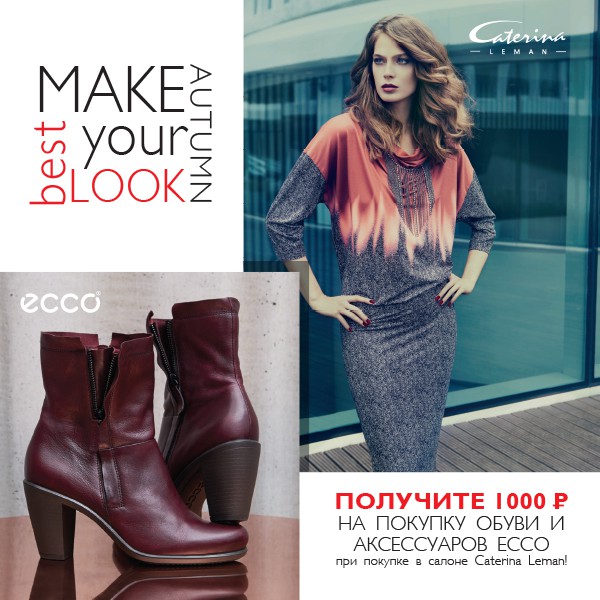 MAKE
your
best LOOK
AUTUMN
Caterina
LEMAN
ecco
ПОЛУЧИТЕ 1000 ₽
НА ПОКУПКУ ОБУВИ И
АКСЕССУАРОВ ECCO
при покупке в салоне Caterina Leman!